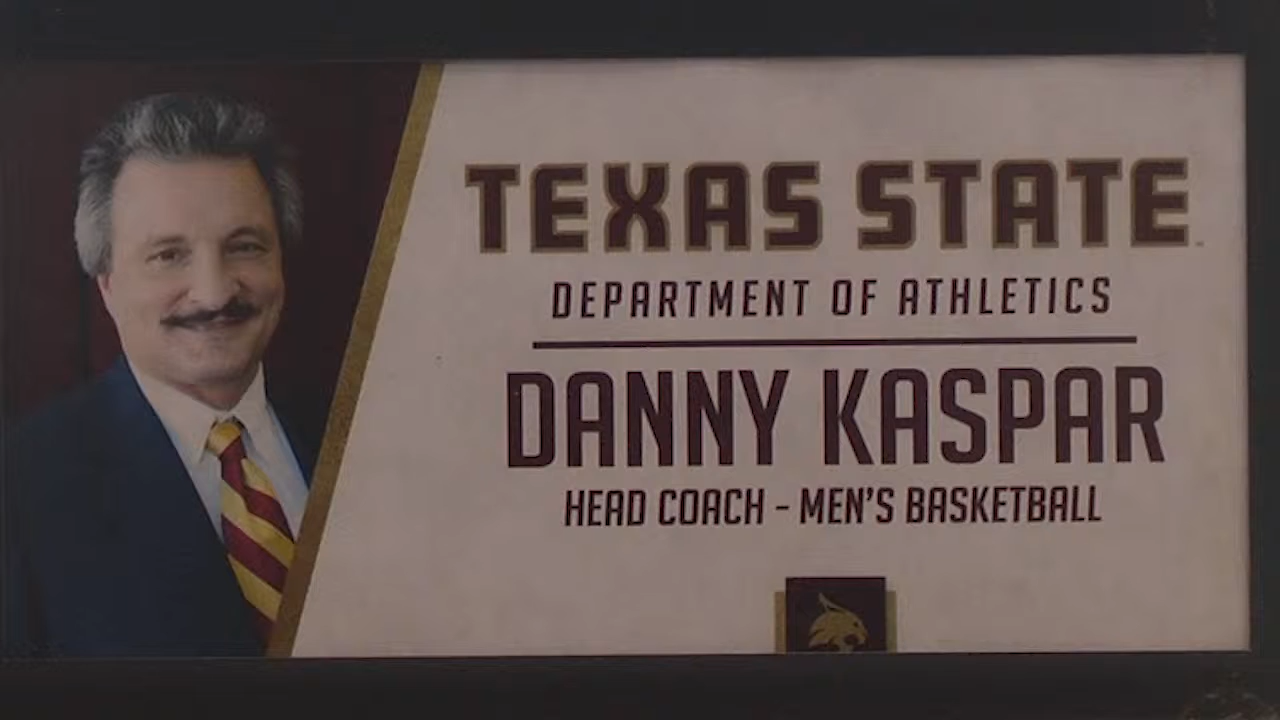 TEXAS STATE
DEPARTMENT OF ATHLETICS
DANNY KASPAR
HEAD COACH - MEN'S BASKETBALL